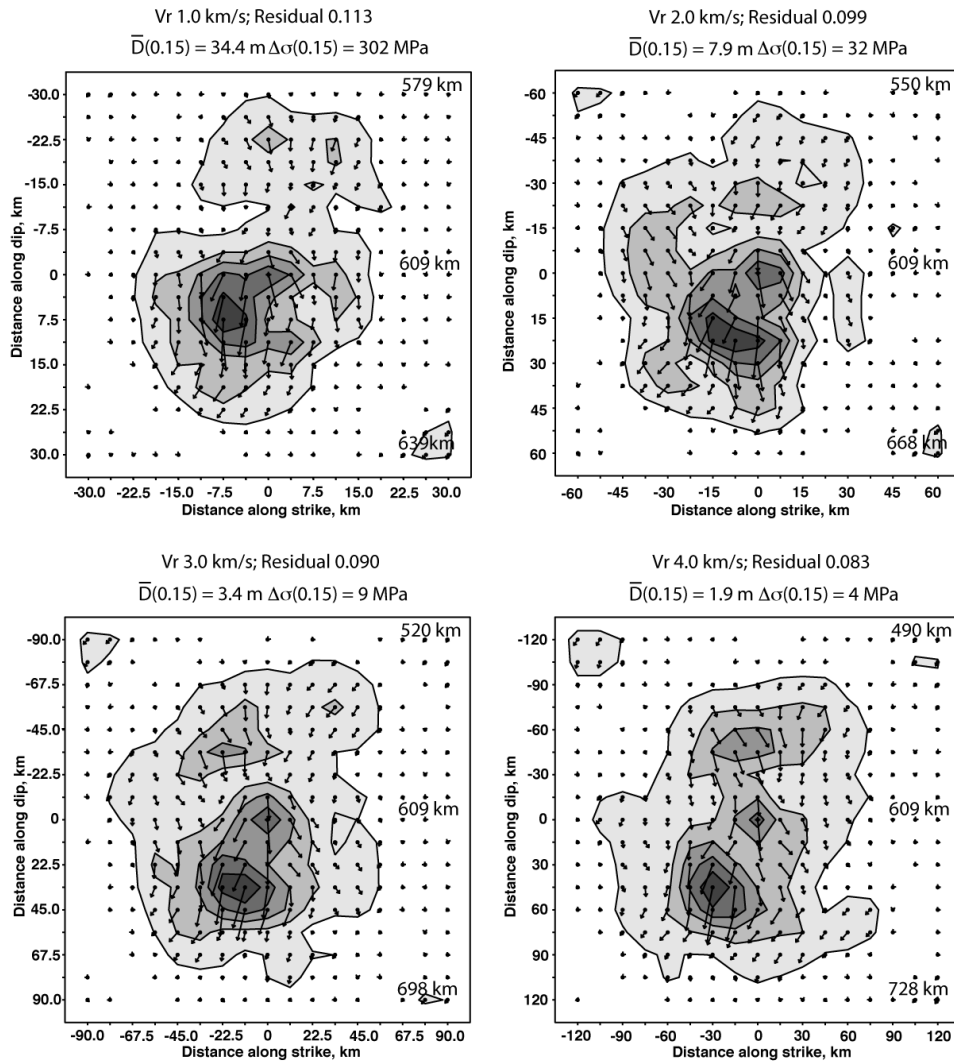 Vr 1.0 km/s; Residual 0.113
D̅(0.15) = 34.4 m Δσ(0.15) = 302 MPa
579 km
609 km
639km
-30.0
-22.5
-15.0
-7.5
0
7.5
15.0
22.5
30.0
Distance along dip, km
-30.0 -22.5 -15.0 -7.5 0 7.5 15.0 22.5 30.0
Distance along strike, km
Vr 2.0 km/s; Residual 0.099
D̅(0.15) = 7.9 m Δσ(0.15) = 32 MPa
550 km
609 km
668 km
-60
-45
-30
-15
0
15
30
45
60
Distance along dip, km
-60 -45 -30 -15 0 15 30 45 60
Distance along strike, km
Vr 3.0 km/s; Residual 0.090
D̅(0.15) = 3.4 m Δσ(0.15) = 9 MPa
520 km
609 km
698 km
-90.0
-67.5
-45.0
-22.5
0
22.5
45.0
67.5
90.0
Distance along dip, km
-90.0 -67.5 -45.0 -22.5 0 22.5 45.0 67.5 90.0
Distance along strike, km
Vr 4.0 km/s; Residual 0.083
D̅(0.15) = 1.9 m Δσ(0.15) = 4 MPa
490 km
609 km
728 km
-120
-90
-60
-30
0
30
60
90
120
Distance along dip, km
-120 -90 -60 -30 0 30 60 90 120
Distance along strike, km